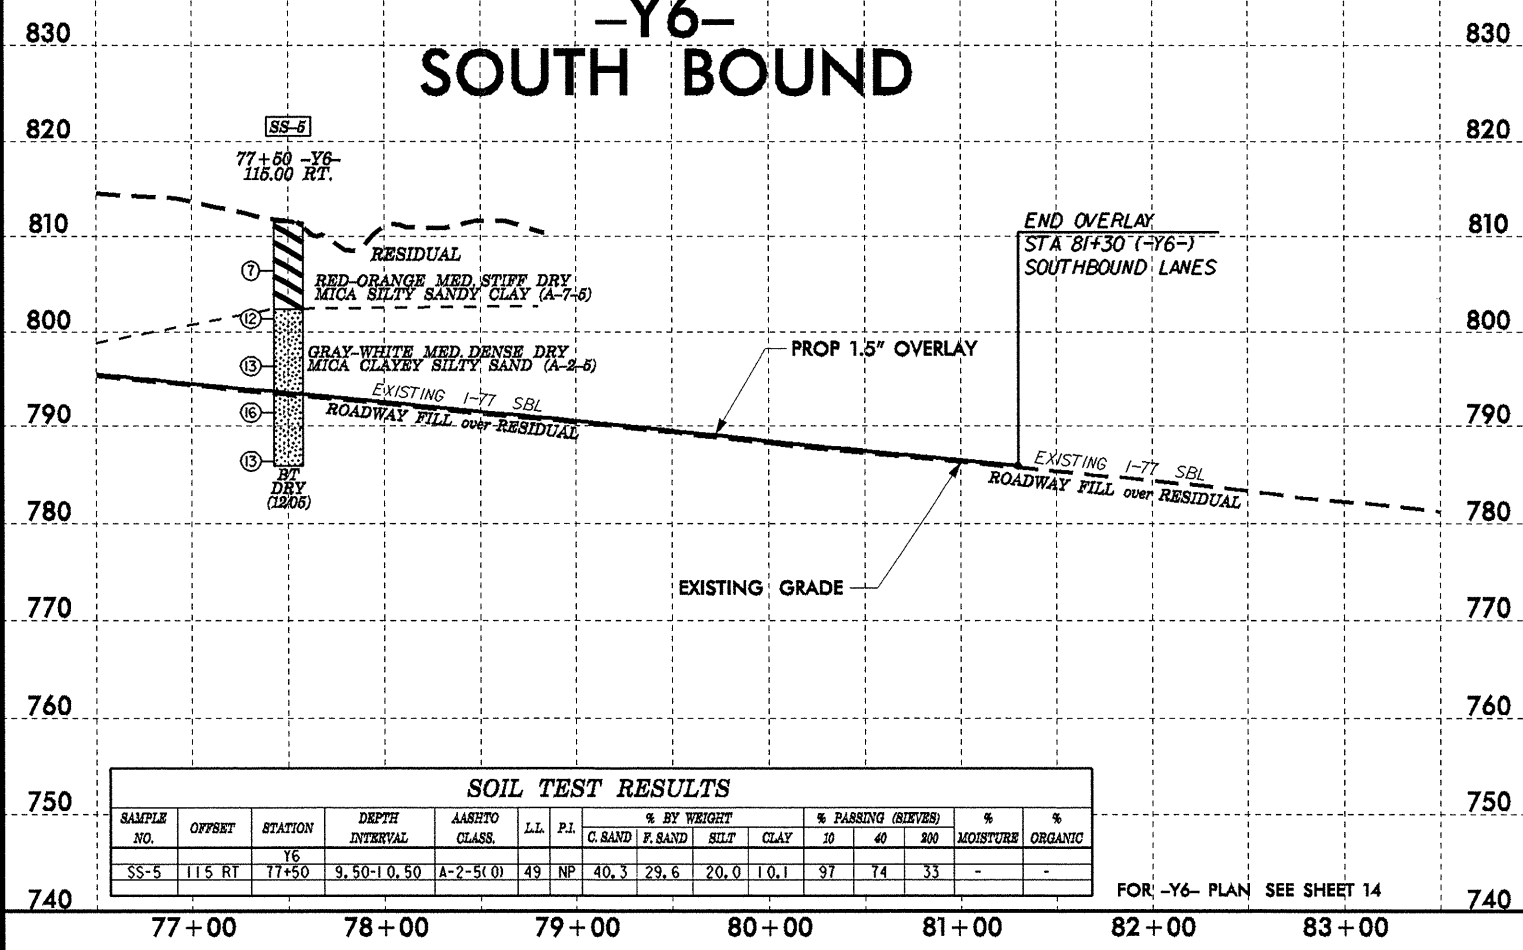 -Y6-
SOUTH BOUND
830 830
820 820
810 810
800 800
790 790
780 780
770 770
760 760
750 750
740 740
SS-5
77+50 -Y6-
115.00 RT.
RESIDUAL
7
RED-ORANGE MED. STIFF DRY
MICA SILTY SANDY CLAY (A-7-5)
12
GRAY-WHITE MED. DENSE DRY
MICA CLAYEY SILTY SAND (A-2-5)
13
EXISTING I-77 SBL
ROADWAY FILL over RESIDUAL
16
13
BT
DRY
(12/05)
END OVERLAY
STA 81+30 (-Y6-)
SOUTHBOUND LANES
PROP 1.5" OVERLAY
EXISTING I-77 SBL
ROADWAY FILL over RESIDUAL
EXISTING GRADE
SOIL TEST RESULTS
SAMPLE NO. OFFSET STATION DEPTH INTERVAL AASHTO CLASS. L.L. P.I. % BY WEIGHT % PASSING (SIEVES) % MOISTURE % ORGANIC
C. SAND F. SAND SILT CLAY 10 40 200
Y6
SS-5 115 RT 77+50 9.50-10.50 A-2-5(0) 49 NP 40.3 29.6 20.0 10.1 97 74 33 - -
FOR -Y6- PLAN SEE SHEET 14
77+00 78+00 79+00 80+00 81+00 82+00 83+00